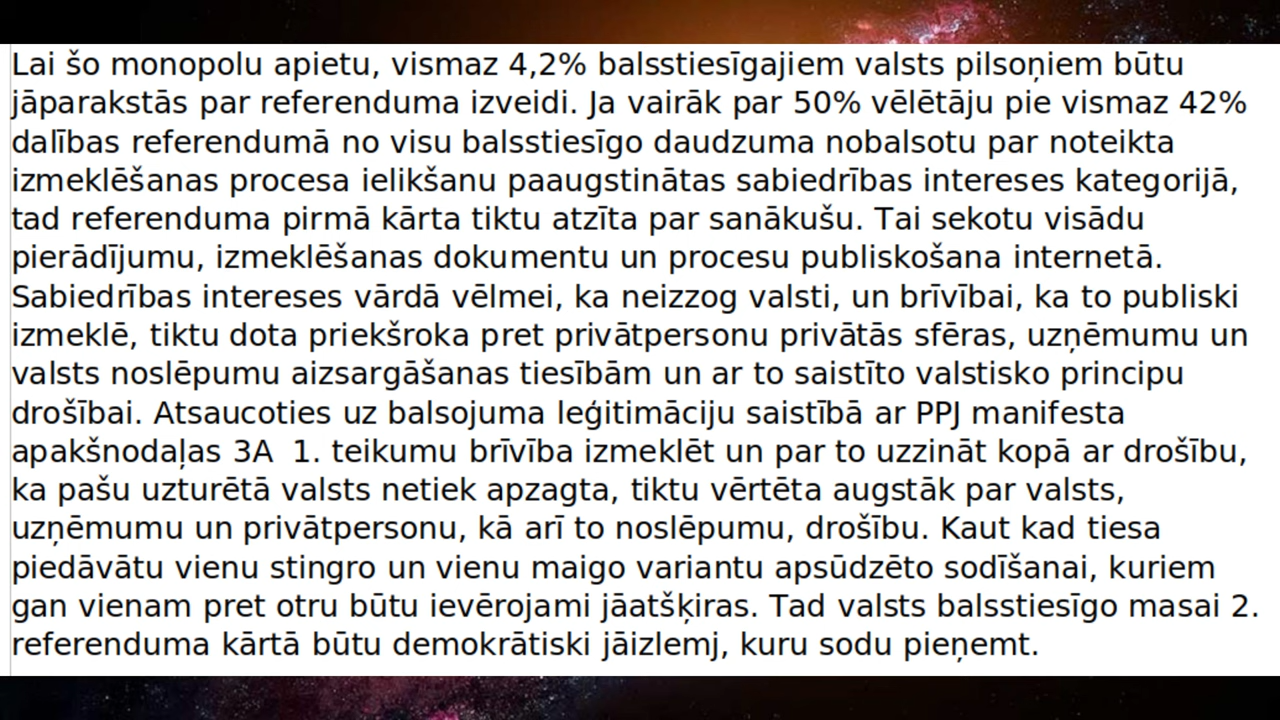 Lai šo monopolu apietu, vismaz 4,2% balsstiesīgajiem valsts pilsoņiem būtu
jāparakstās par referenduma izveidi. Ja vairāk par 50% vēlētāju pie vismaz 42%
dalības referendumā no visu balsstiesīgo daudzuma nobalsotu par noteikta
izmeklēšanas procesa ielikšanu paaugstinātas sabiedrības intereses kategorijā,
tad referenduma pirmā kārta tiktu atzīta par sanākušu. Tai sekotu visādu
pierādījumu, izmeklēšanas dokumentu un procesu publiskošana internetā.
Sabiedrības intereses vārdā vēlmei, ka neizzog valsti, un brīvībai, ka to publiski
izmeklē, tiktu dota priekšroka pret privātpersonu privātās sfēras, uzņēmumu un
valsts noslēpumu aizsargāšanas tiesībām un ar to saistīto valstisko principu
drošībai. Atsaucoties uz balsojuma leģitimāciju saistībā ar PPJ manifesta
apakšnodaļas 3A  1. teikumu brīvība izmeklēt un par to uzzināt kopā ar drošību,
ka pašu uzturētā valsts netiek apzagta, tiktu vērtēta augstāk par valsts,
uzņēmumu un privātpersonu, kā arī to noslēpumu, drošību. Kaut kad tiesa
piedāvātu vienu stingro un vienu maigo variantu apsūdzēto sodīšanai, kuriem
gan vienam pret otru būtu ievērojami jāatšķiras. Tad valsts balsstiesīgo masai 2.
referenduma kārtā būtu demokrātiski jāizlemj, kuru sodu pieņemt.